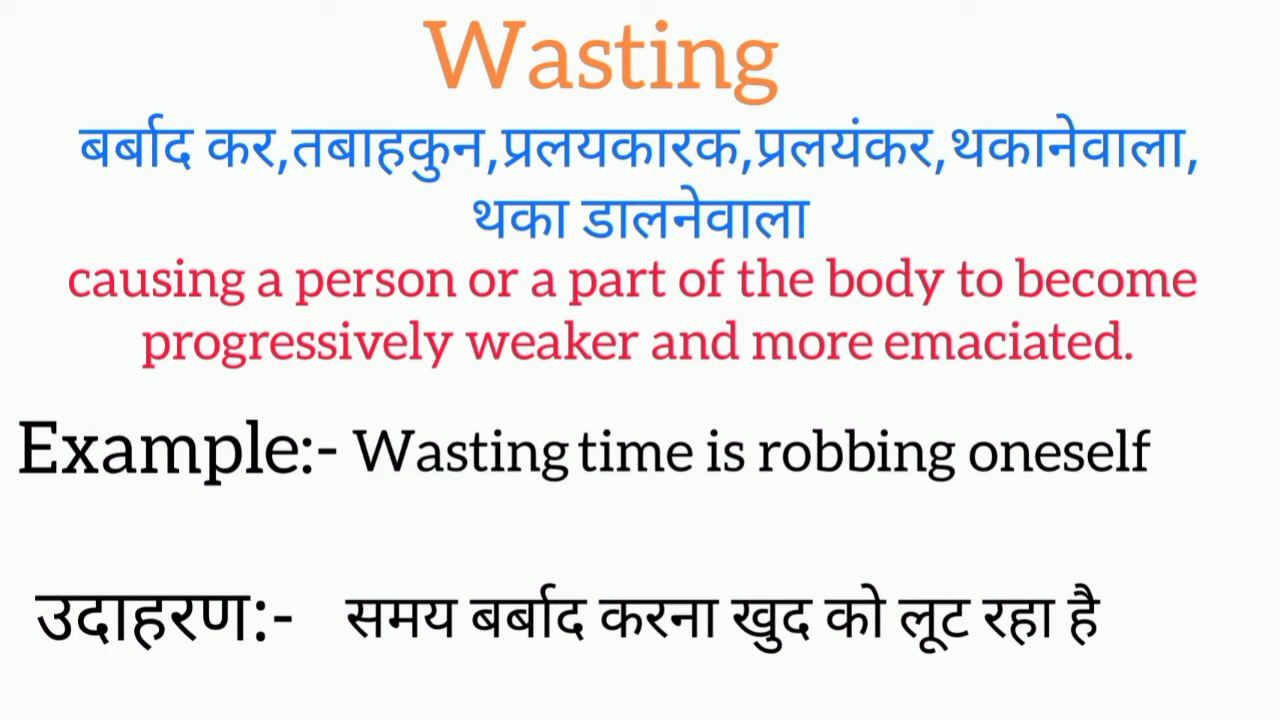 Wasting
बर्बाद कर,तबाहकुन,प्रलयकारक,प्रलयंकर,थकानेवाला,
थका डालनेवाला
causing a person or a part of the body to become
progressively weaker and more emaciated.
Example:- Wasting time is robbing oneself
उदाहरण:- समय बर्बाद करना खुद को लूट रहा है